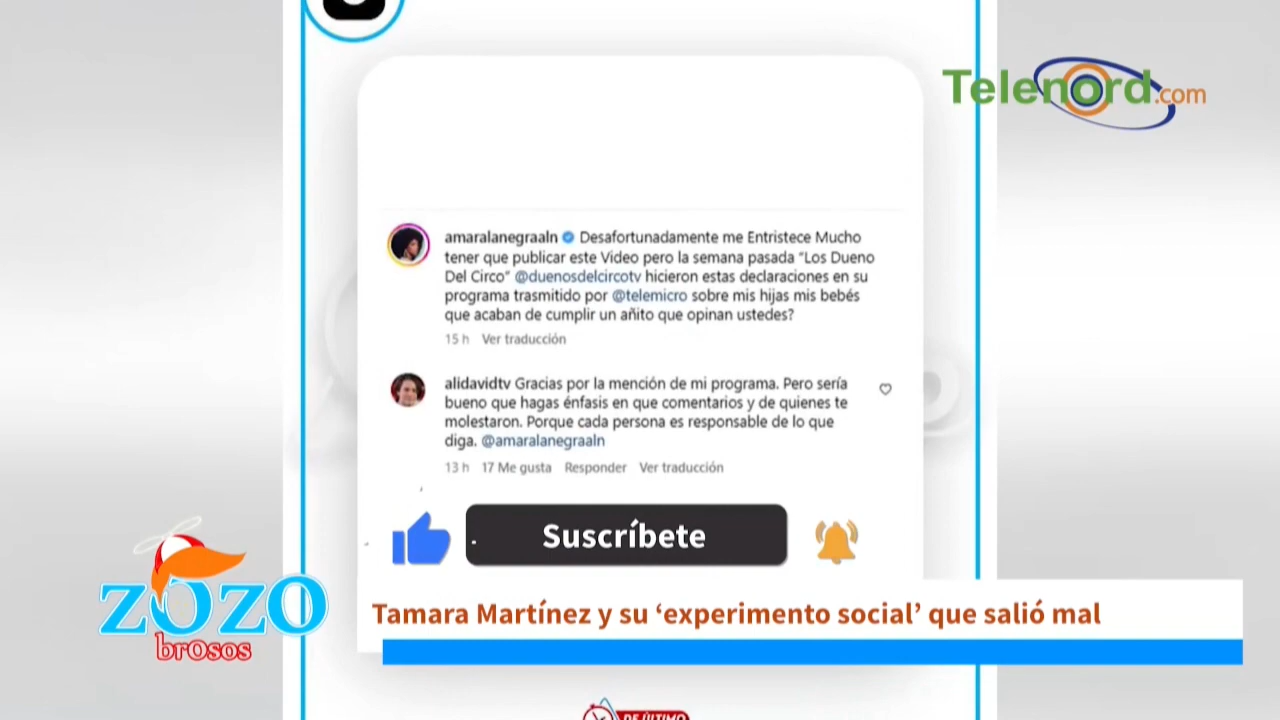 Telenord.com
amaralanegraaln Desafortunadamente me Entristece Mucho
tener que publicar este Video pero la semana pasada “Los Dueno
Del Circo” @duenosdelcircotv hicieron estas declaraciones en su
programa trasmitido por @telemicro sobre mis hijas mis bebés
que acaban de cumplir un añito que opinan ustedes?
15 h Ver traducción
alidavidtv Gracias por la mención de mi programa. Pero sería
bueno que hagas énfasis en que comentarios y de quienes te
molestaron. Porque cada persona es responsable de lo que
diga. @amaralanegraaln
13 h 17 Me gusta Responder Ver traducción
Suscríbete
zozo
brosos
Tamara Martínez y su ‘experimento social’ que salió mal
DE ÚLTIMO